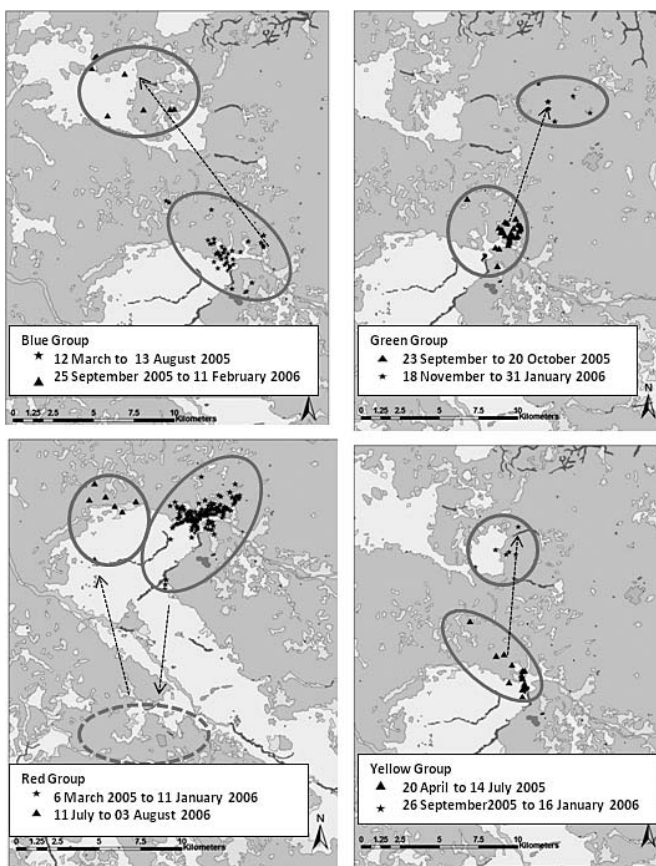 Blue Group
★ 12 March to 13 August 2005
▲ 25 September 2005 to 11 February 2006
0 1.25 2.5 5 7.5 10
Kilometers
N
Green Group
▲ 23 September to 20 October 2005
★ 18 November to 31 January 2006
0 1.25 2.5 5 7.5 10
Kilometers
N
Red Group
★ 6 March 2005 to 11 January 2006
▲ 11 July to 03 August 2006
0 1.25 2.5 5 7.5 10
Kilometers
N
Yellow Group
▲ 20 April to 14 July 2005
★ 26 September2005 to 16 January 2006
0 1.25 2.5 5 7.5 10
Kilometers
N